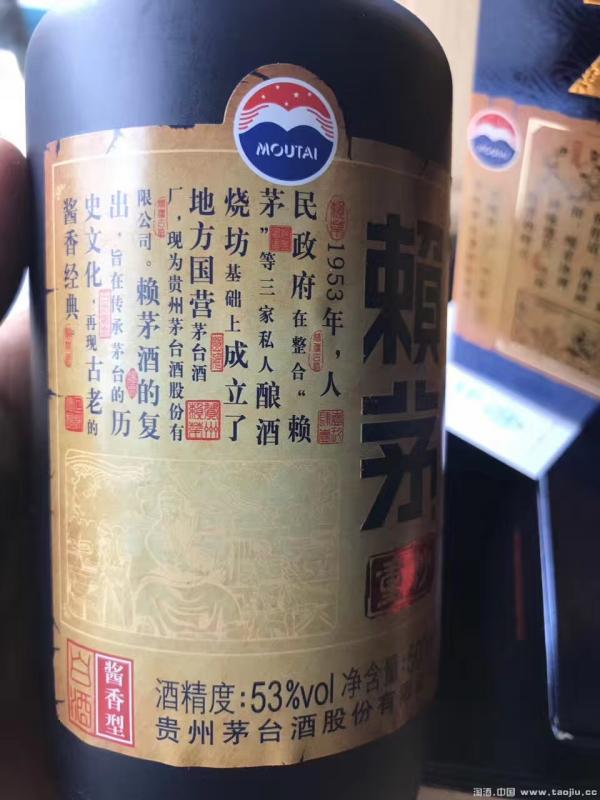 MOUTAI
賴茅
1953年，人
民政府在整合“赖
茅”等三家私人酿酒
烧坊基础上成立了
地方国营茅台酒
厂，现为贵州茅台酒股份有
限公司。赖茅酒的复
出，旨在传承茅台的历
史文化，再现古老的
酱香经典
白酒
酱香型
酒精度:53%vol 净含量:
贵州茅台酒股份有
MOUTAI
淘酒.中国 www.taojiu.cc